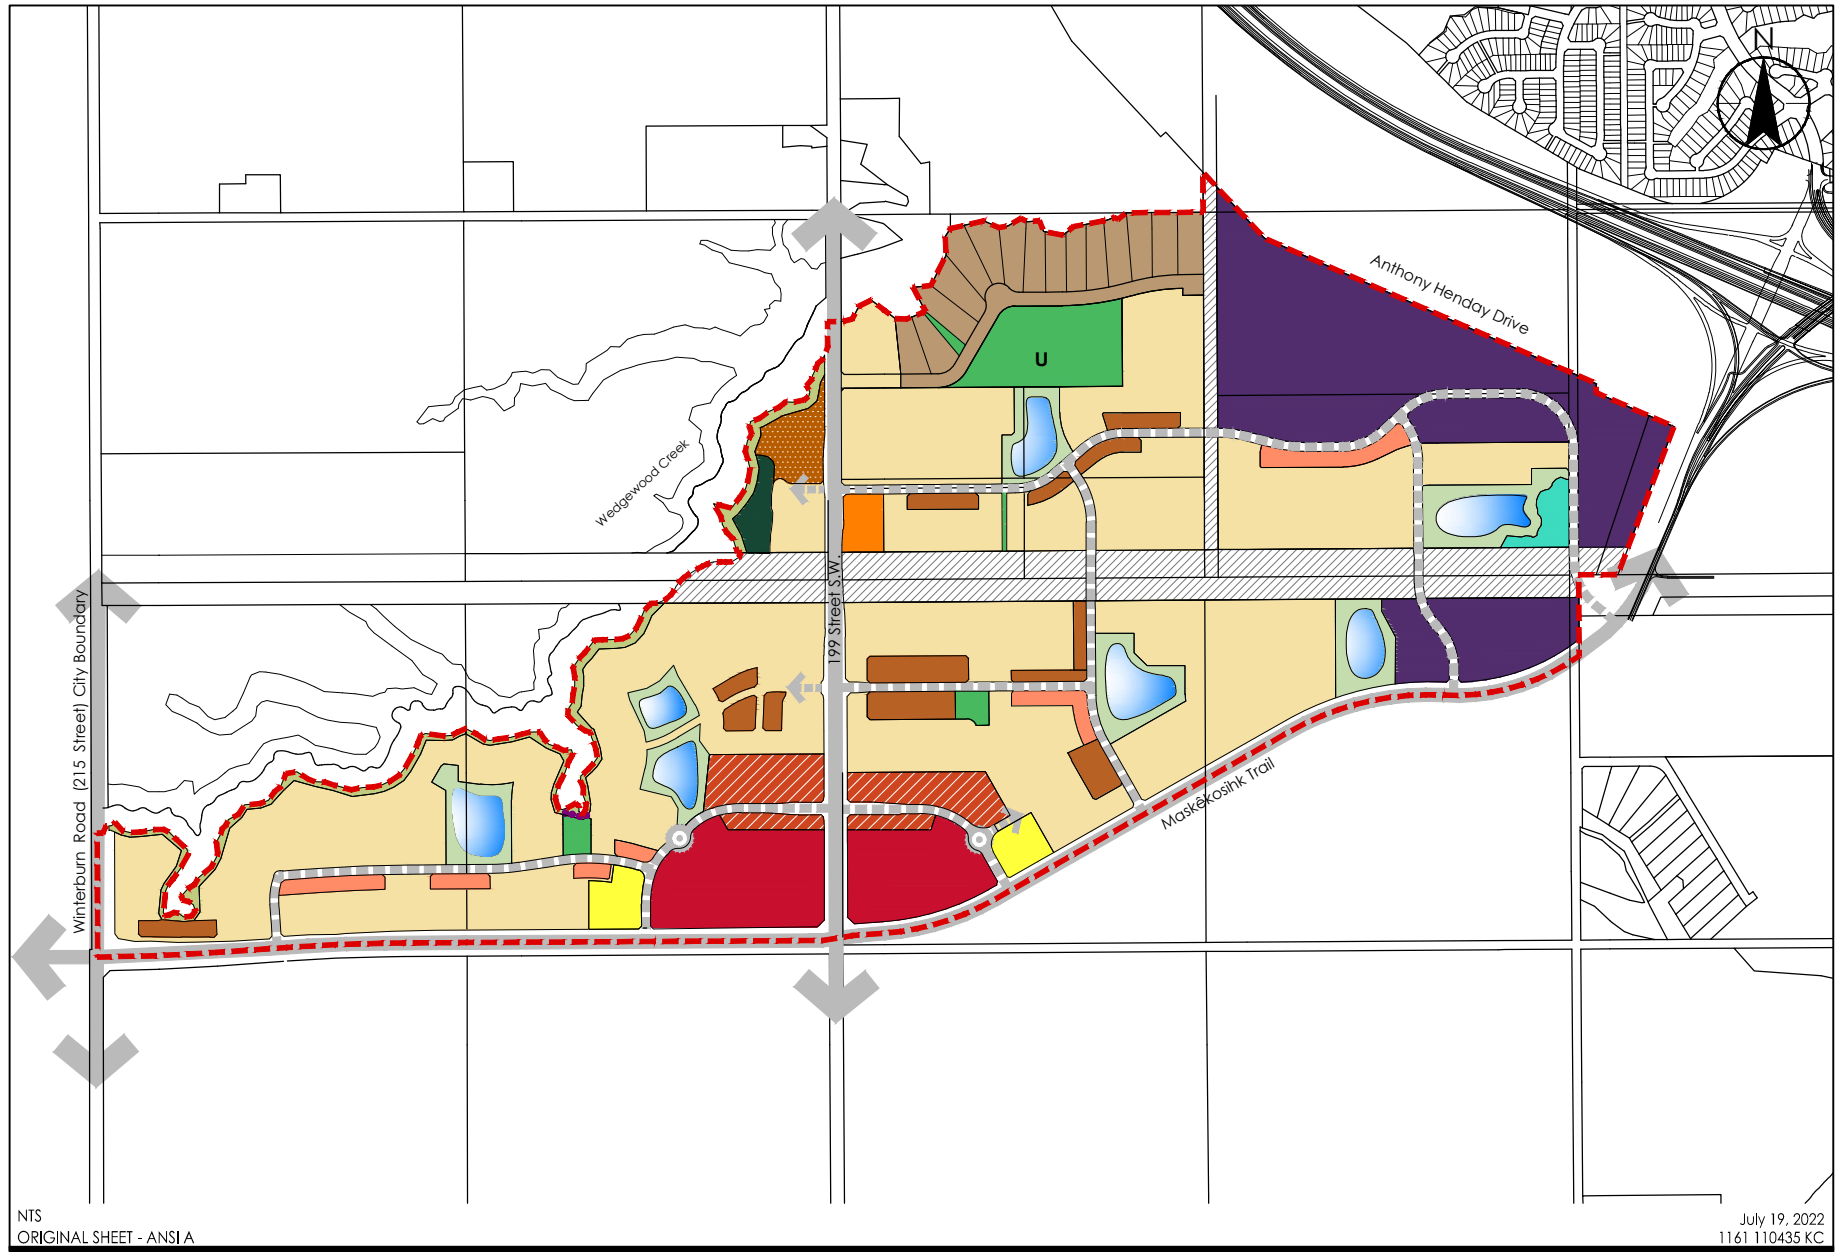 N
Anthony Henday Drive
U
Wedgewood Creek
199 Street S.W.
Winterburn Road (215 Street) City Boundary
Maskêkosihk Trail
NTS
ORIGINAL SHEET - ANSI A
July 19, 2022
1161 110435 KC